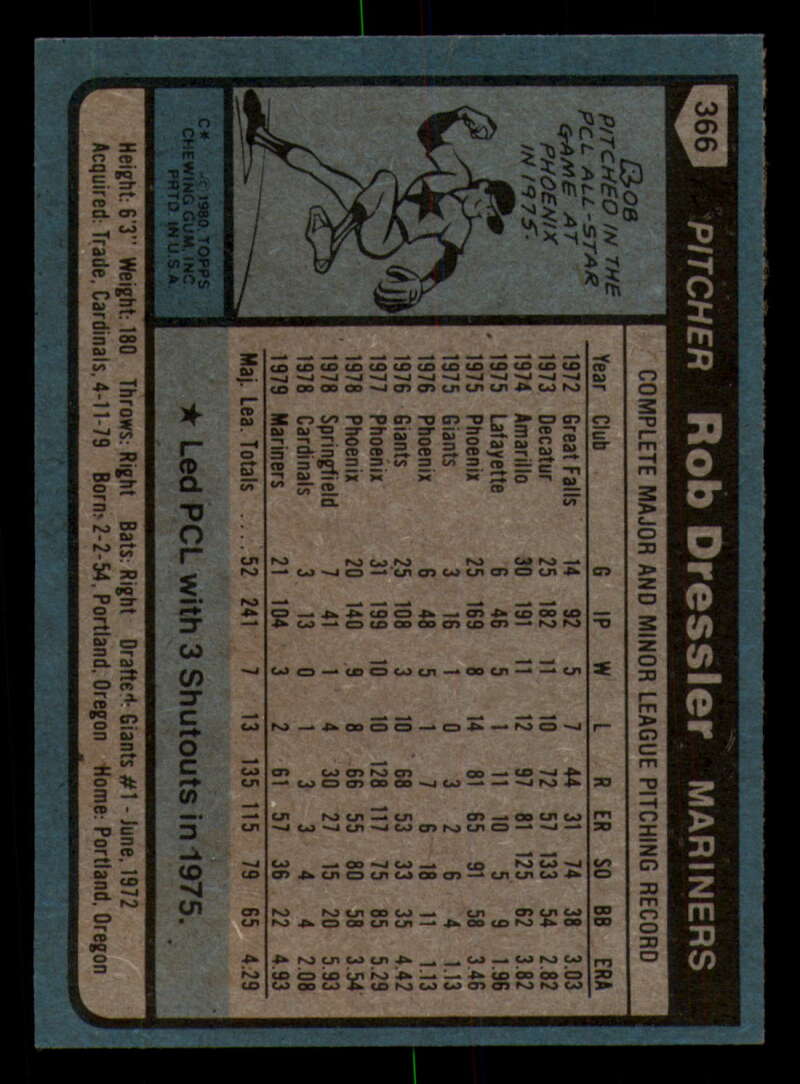 366 PITCHER Rob Dressler MARINERS
BOB
PITCHED IN THE
PCL ALL-STAR
GAME AT
PHOENIX
IN 1975.
C* © 1980 TOPPS
CHEWING GUM, INC.
PRTD. IN U.S.A.
COMPLETE MAJOR AND MINOR LEAGUE PITCHING RECORD
Year Club G IP W L R ER SO BB ERA
1972 Great Falls 14 92 5 7 44 31 74 38 3.03
1973 Decatur 25 182 11 10 72 57 133 54 2.82
1974 Amarillo 30 191 11 12 97 81 125 62 3.82
1975 Lafayette 6 46 5 1 11 10 5 9 1.96
1975 Phoenix 25 169 8 14 81 65 91 58 3.46
1975 Giants 3 16 1 0 3 2 6 4 1.13
1976 Phoenix 6 48 5 1 7 6 18 11 1.13
1976 Giants 25 108 3 10 68 53 33 35 4.42
1977 Phoenix 31 199 10 10 128 117 75 85 5.29
1978 Phoenix 20 140 9 8 66 55 80 58 3.54
1978 Springfield 7 41 1 4 30 27 15 20 5.93
1978 Cardinals 3 13 0 1 3 3 4 4 2.08
1979 Mariners 21 104 3 2 61 57 36 22 4.93
Maj. Lea. Totals .... 52 241 7 13 135 115 79 65 4.29
★ Led PCL with 3 Shutouts in 1975.
Height: 6'3" Weight: 180 Throws: Right Bats: Right Drafted: Giants #1 - June, 1972
Acquired: Trade, Cardinals, 4-11-79 Born: 2-2-54, Portland, Oregon Home: Portland, Oregon